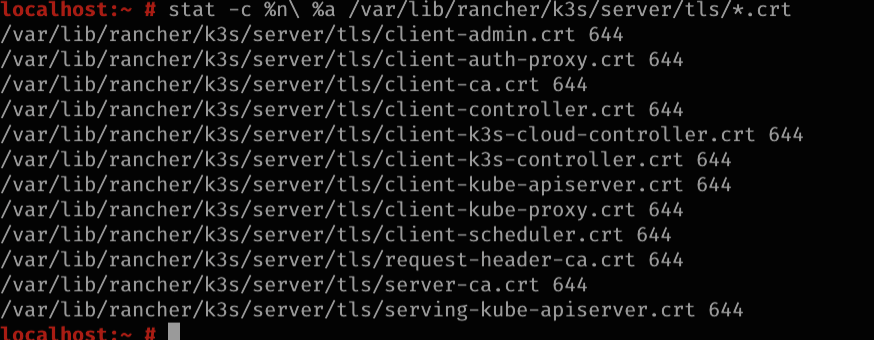 localhost:~ # stat -c %n\ %a /var/lib/rancher/k3s/server/tls/*.crt
/var/lib/rancher/k3s/server/tls/client-admin.crt 644
/var/lib/rancher/k3s/server/tls/client-auth-proxy.crt 644
/var/lib/rancher/k3s/server/tls/client-ca.crt 644
/var/lib/rancher/k3s/server/tls/client-controller.crt 644
/var/lib/rancher/k3s/server/tls/client-k3s-cloud-controller.crt 644
/var/lib/rancher/k3s/server/tls/client-k3s-controller.crt 644
/var/lib/rancher/k3s/server/tls/client-kube-apiserver.crt 644
/var/lib/rancher/k3s/server/tls/client-kube-proxy.crt 644
/var/lib/rancher/k3s/server/tls/client-scheduler.crt 644
/var/lib/rancher/k3s/server/tls/request-header-ca.crt 644
/var/lib/rancher/k3s/server/tls/server-ca.crt 644
/var/lib/rancher/k3s/server/tls/serving-kube-apiserver.crt 644
localhost:~ #